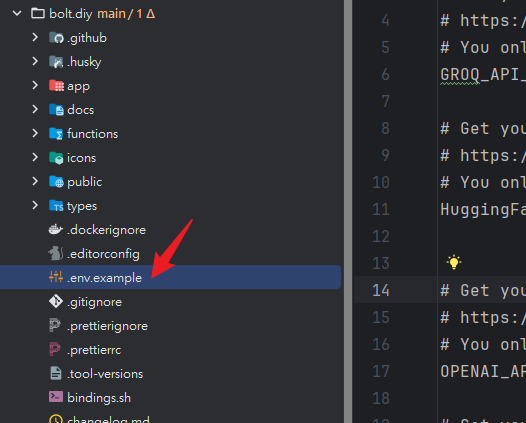 bolt.diy main / 1 Δ
.github
.husky
app
docs
functions
icons
public
types
.dockerignore
.editorconfig
.env.example
.gitignore
.prettierignore
.prettierrc
.tool-versions
bindings.sh
changelog.md
4 # https:/
5 # You onl
6 GROQ_API_
7
8 # Get you
9 # https:/
10 # You onl
11 HuggingFa
12
13
14 # Get you
15 # https:/
16 # You onl
17 OPENAI_AP
18
# Get you